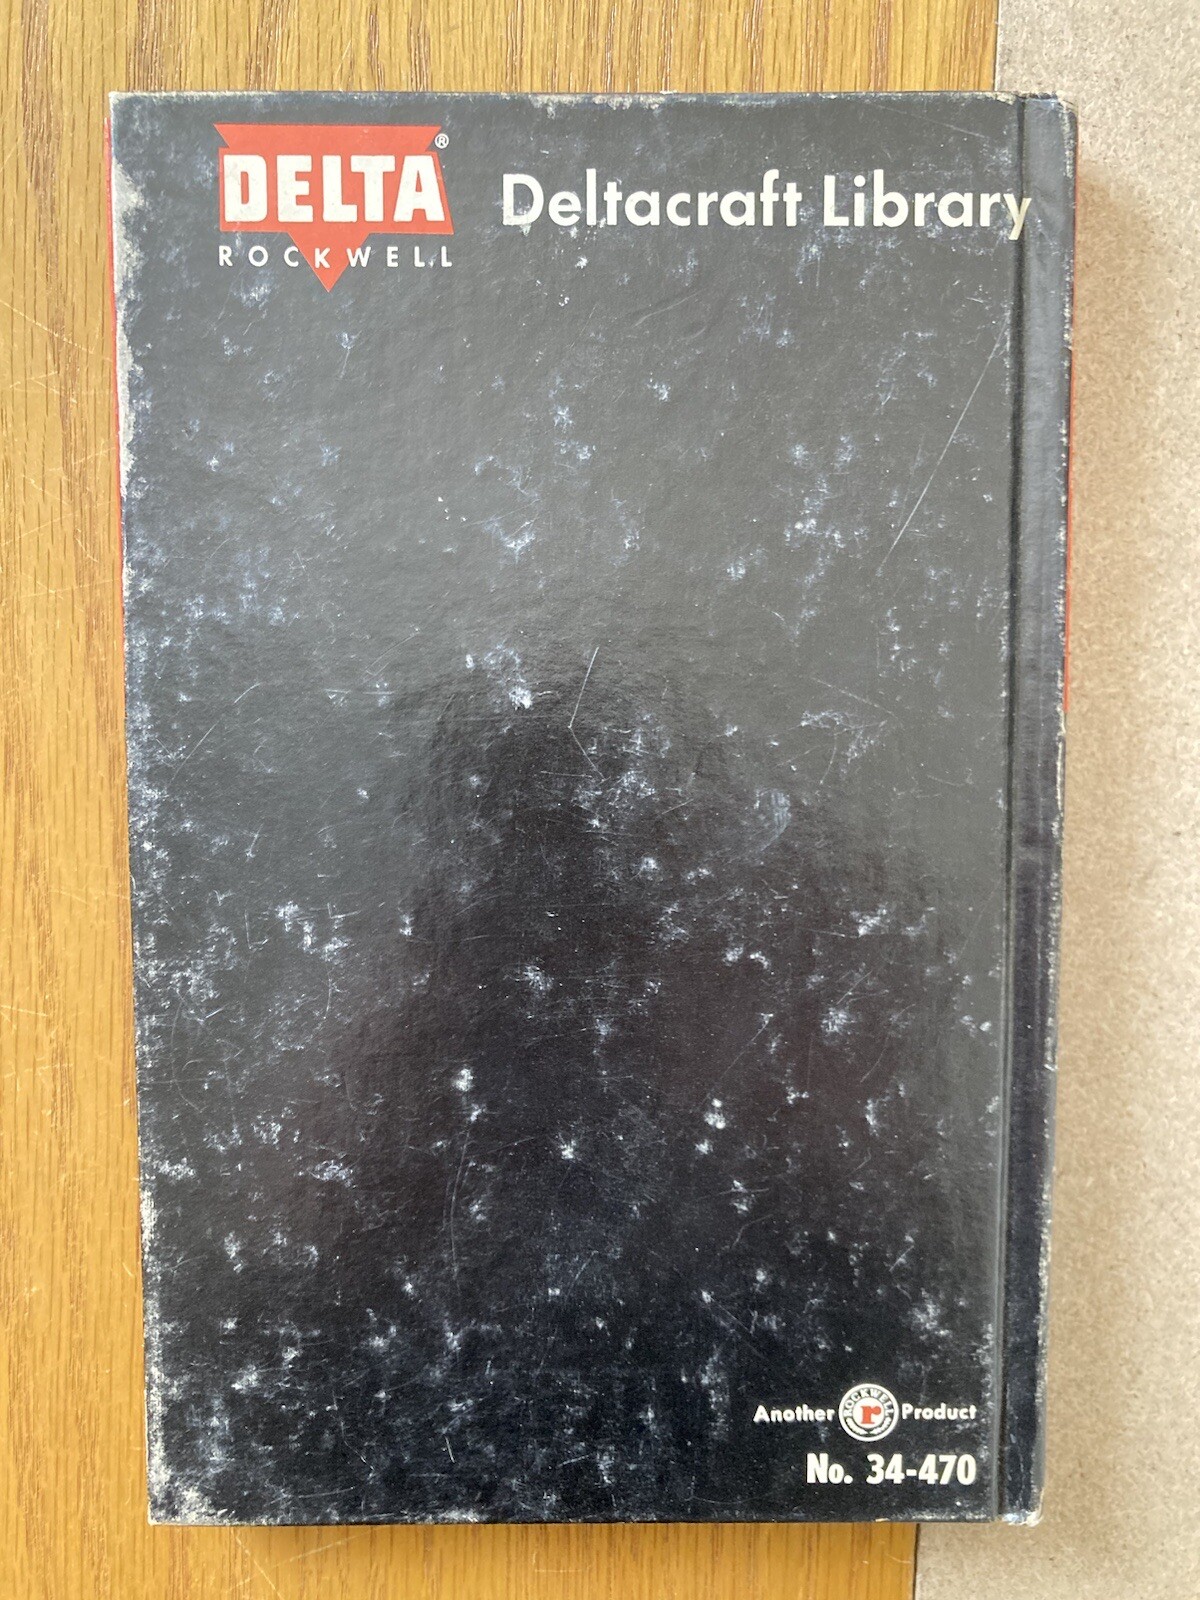 DELTA®
ROCKWELL
Deltacraft Library
Another ROCKWELL r Product
No. 34-470